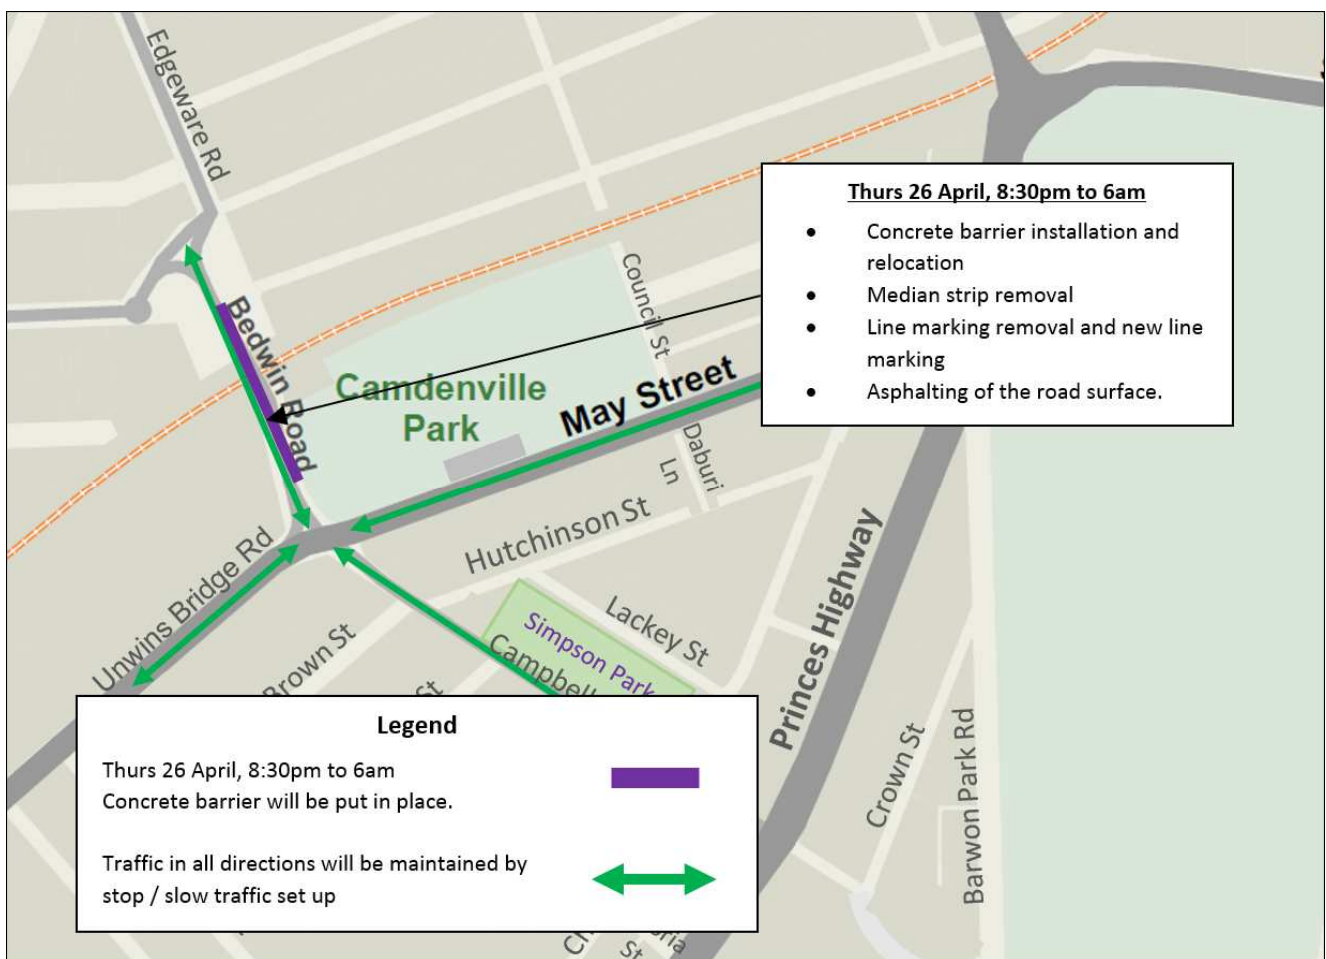 Edgeware Rd
Thurs 26 April, 8:30pm to 6am
• Concrete barrier installation and
relocation
• Median strip removal
• Line marking removal and new line
marking
• Asphalting of the road surface.
Council St
Bedwin Road
Camdenville
Park
May Street
Daburi
Ln
Hutchinson St
Unwins Bridge Rd
Princes Highway
Lackey St
Simpson Park
Campbell
Brown St
St
Crown St
Barwon Park Rd
Legend
Thurs 26 April, 8:30pm to 6am
Concrete barrier will be put in place.
Traffic in all directions will be maintained by
stop / slow traffic set up
St